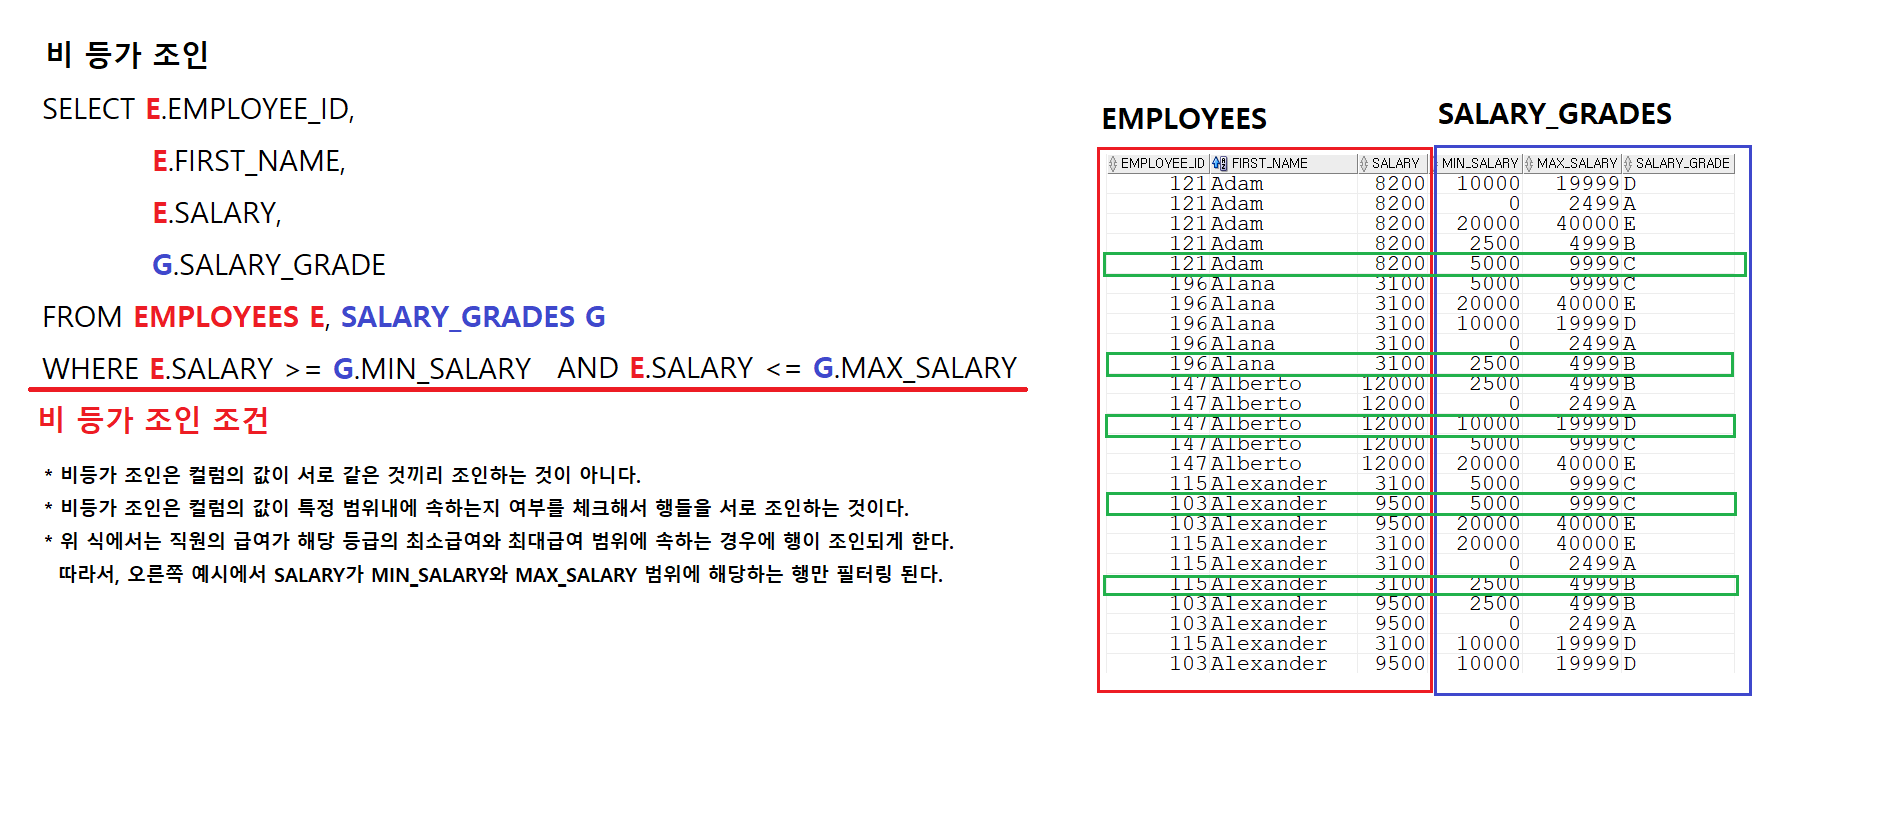 비 등가 조인
SELECT E.EMPLOYEE_ID,
E.FIRST_NAME,
E.SALARY,
G.SALARY_GRADE
FROM EMPLOYEES E, SALARY_GRADES G
WHERE E.SALARY >= G.MIN_SALARY AND E.SALARY <= G.MAX_SALARY
비 등가 조인 조건
* 비등가 조인은 컬럼의 값이 서로 같은 것끼리 조인하는 것이 아니다.
* 비등가 조인은 컬럼의 값이 특정 범위내에 속하는지 여부를 체크해서 행들을 서로 조인하는 것이다.
* 위 식에서는 직원의 급여가 해당 등급의 최소급여와 최대급여 범위에 속하는 경우에 행이 조인되게 한다.
따라서, 오른쪽 예시에서 SALARY가 MIN_SALARY와 MAX_SALARY 범위에 해당하는 행만 필터링 된다.
EMPLOYEES SALARY_GRADES
EMPLOYEE_ID FIRST_NAME SALARY MIN_SALARY MAX_SALARY SALARY_GRADE
121 Adam 8200 10000 19999 D
121 Adam 8200 0 2499 A
121 Adam 8200 20000 40000 E
121 Adam 8200 2500 4999 B
121 Adam 8200 5000 9999 C
196 Alana 3100 5000 9999 C
196 Alana 3100 20000 40000 E
196 Alana 3100 10000 19999 D
196 Alana 3100 0 2499 A
196 Alana 3100 2500 4999 B
147 Alberto 12000 2500 4999 B
147 Alberto 12000 0 2499 A
147 Alberto 12000 10000 19999 D
147 Alberto 12000 5000 9999 C
147 Alberto 12000 20000 40000 E
115 Alexander 3100 5000 9999 C
103 Alexander 9500 5000 9999 C
103 Alexander 9500 20000 40000 E
115 Alexander 3100 20000 40000 E
115 Alexander 3100 0 2499 A
115 Alexander 3100 2500 4999 B
103 Alexander 9500 2500 4999 B
103 Alexander 9500 0 2499 A
115 Alexander 3100 10000 19999 D
103 Alexander 9500 10000 19999 D